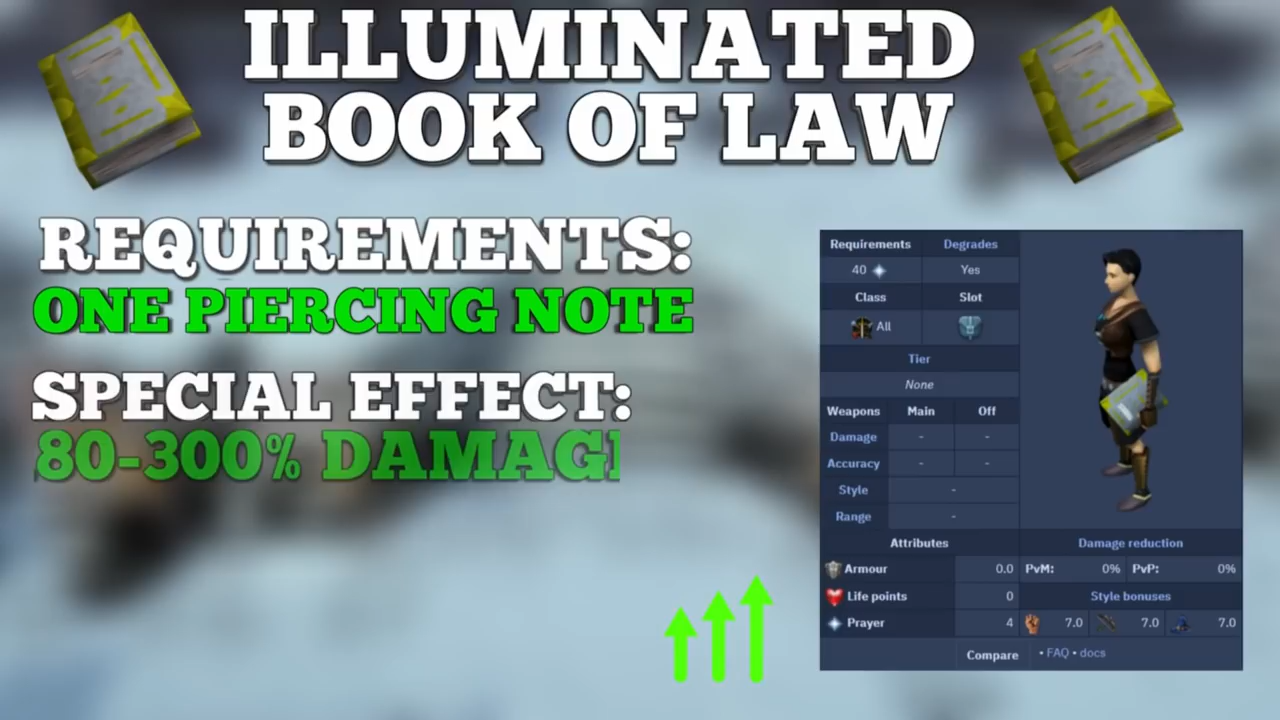 ILLUMINATED
BOOK OF LAW
REQUIREMENTS:
ONE PIERCING NOTE
SPECIAL EFFECT:
80-300% DAMAG
Requirements Degrades
40 Yes
Class Slot
All
Tier
None
Weapons Main Off
Damage - -
Accuracy - -
Style -
Range -
Attributes Damage reduction
Armour 0.0 PvM: 0% PvP: 0%
Life points 0 Style bonuses
Prayer 4 7.0 7.0 7.0
Compare • FAQ • docs